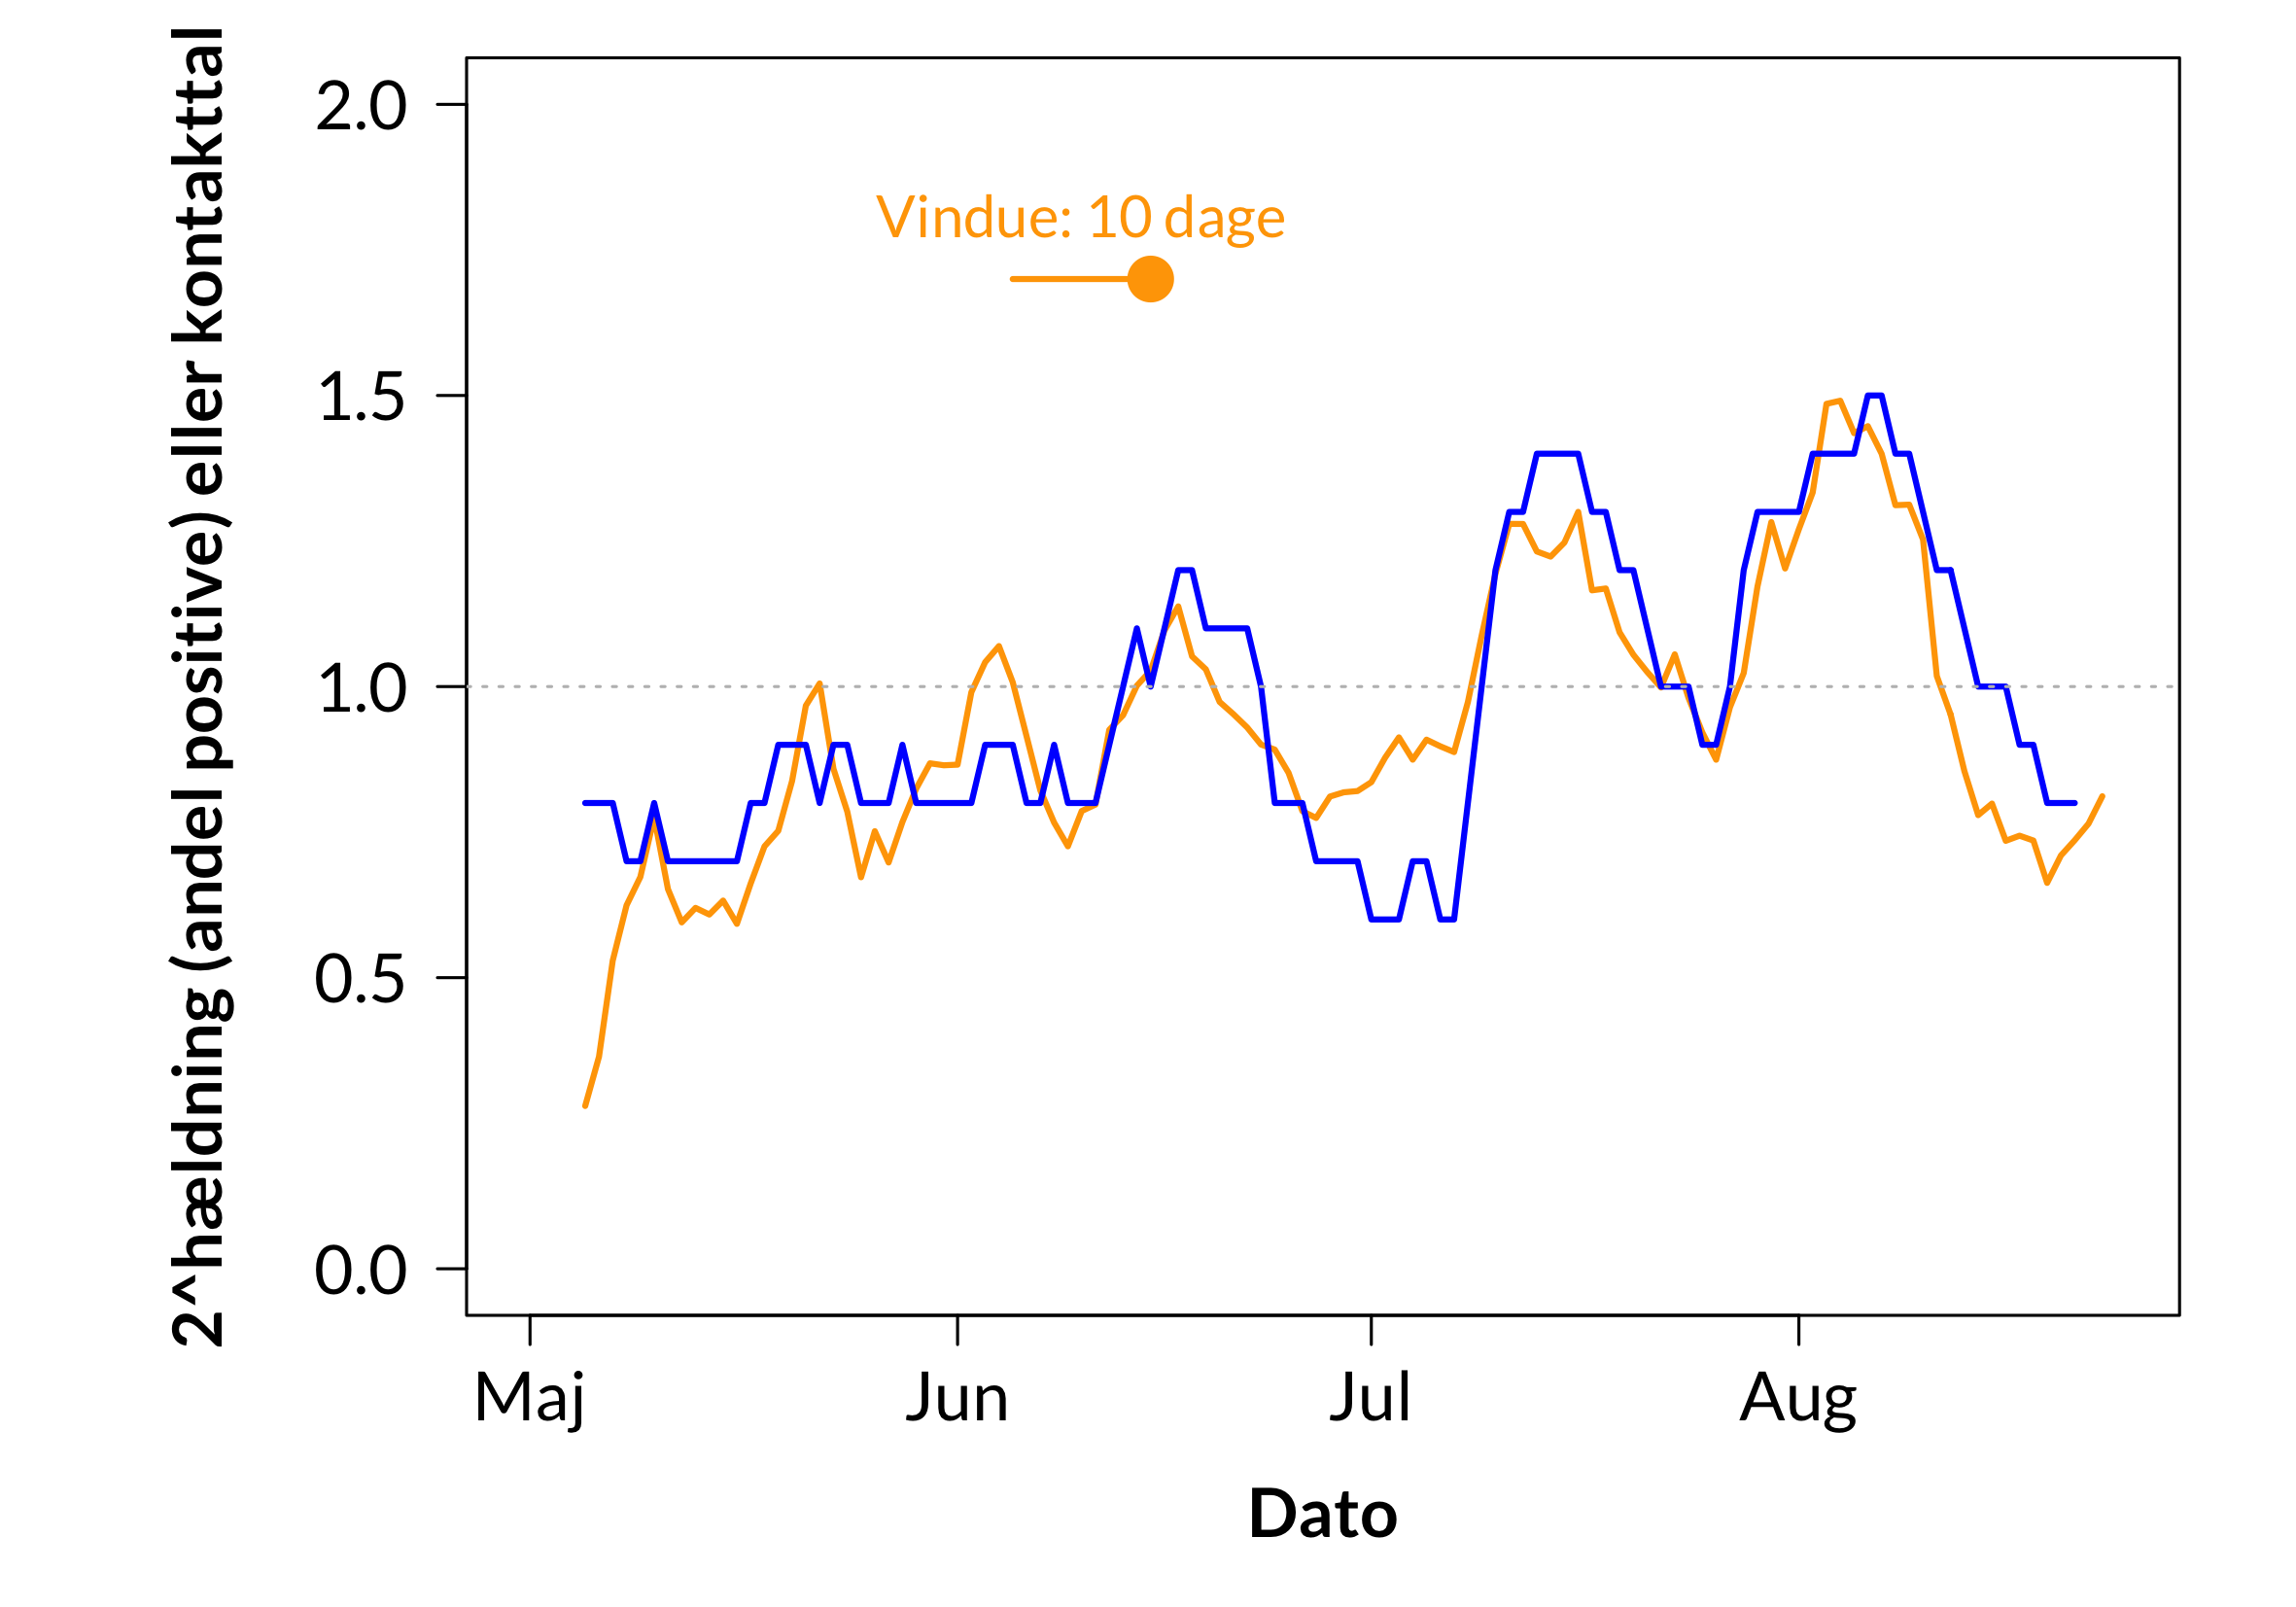 2^hældning (andel positive) eller kontakttal
2.0
1.5
1.0
0.5
0.0
Vindue: 10 dage
Maj Jun Jul Aug
Dato